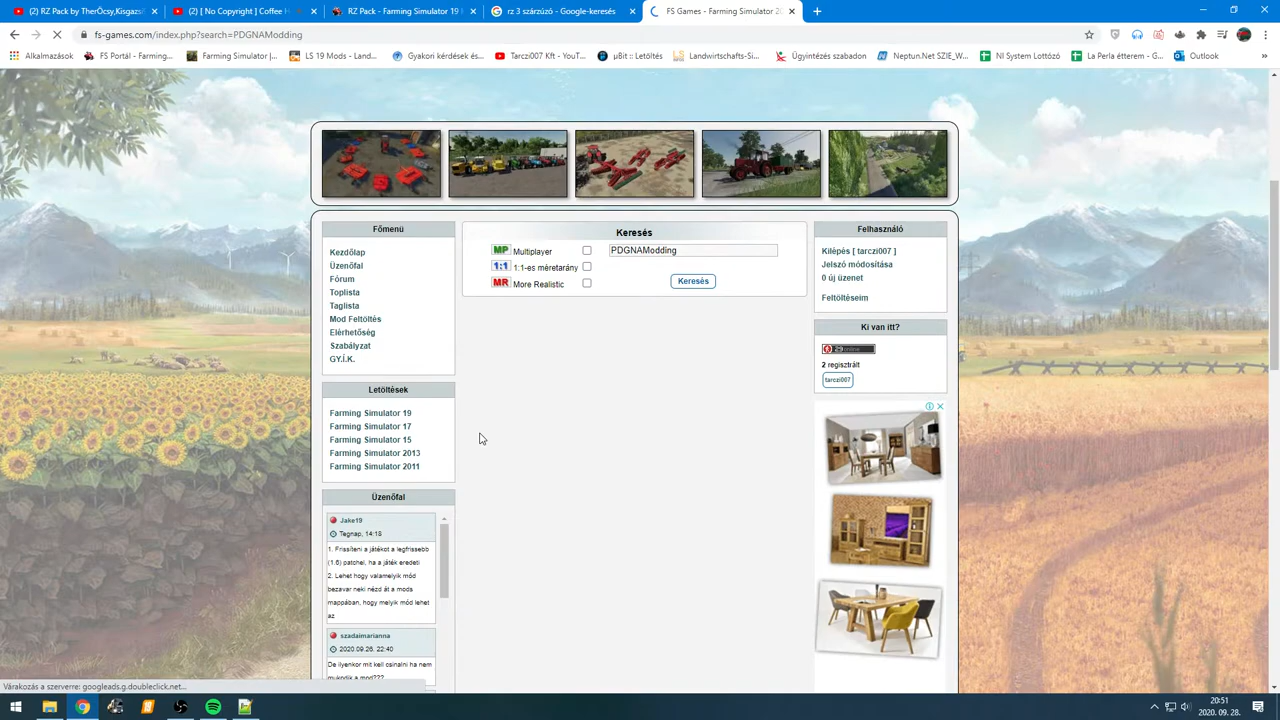 (2) RZ Pack by TherÖcsy,Kisgazsi
(2) [ No Copyright ] Coffee H
RZ Pack - Farming Simulator 19 M
rz 3 szárzúzó - Google-keresés
FS Games - Farming Simulator 20
fs-games.com/index.php?search=PDGNAModding
Alkalmazások
FS Portál - Farming...
Farming Simulator |...
LS 19 Mods - Land...
Gyakori kérdések é...
Tarczi007 Kft - YouT...
µBit :: Letöltés
Landwirtschafts-Si...
Ügyintézés szabadon
Neptun.Net SZIE_W...
NI System Lottózó
La Perla étterem - G...
Outlook
Főmenü
Kezdőlap
Üzenőfal
Fórum
Toplista
Taglista
Mod Feltöltés
Elérhetőség
Szabályzat
GY.Í.K.
Letöltések
Farming Simulator 19
Farming Simulator 17
Farming Simulator 15
Farming Simulator 2013
Farming Simulator 2011
Üzenőfal
Jake19
Tegnap, 14:18
1. Frissíteni a játékot a legfrissebb
(1.6) patchel, ha a játék eredeti
2. Lehet hogy valamelyik mód
bezavar neki nézd át a mods
mappában, hogy melyik mód lehet
az
szadaimarianna
2020.09.26. 22:40
De ilyenkor mit kell csinalni ha nem
mukodik a mod???
Keresés
MP Multiplayer
PDGNAModding
1:1 1:1-es méretarány
MR More Realistic
Keresés
Felhasználó
Kilépés [ tarczi007 ]
Jelszó módosítása
0 új üzenet
Feltöltéseim
Ki van itt?
29 online
2 regisztrált
tarczi007
Várakozás a szerverre: googleads.g.doubleclick.net...
20:51
2020. 09. 28.